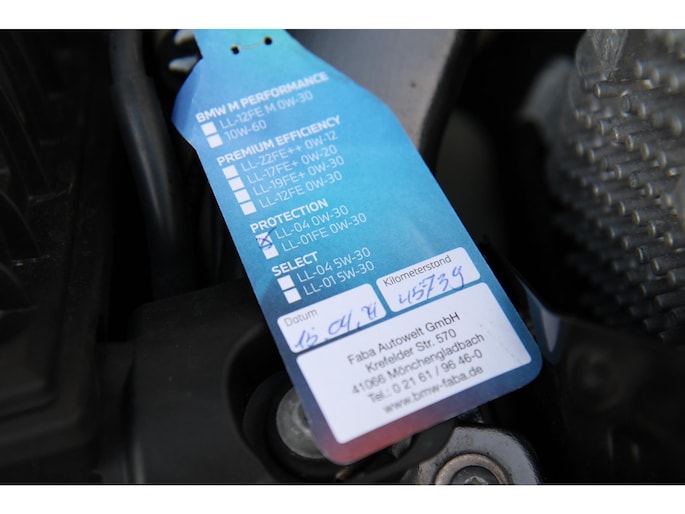 BMW M PERFORMANCE
LL-12FE M 0W-30
10W-60
PREMIUM EFFICIENCY
LL-22FE++ 0W-12
LL-17FE+ 0W-20
LL-19FE+ 0W-30
LL-12FE 0W-30
PROTECTION
LL-04 0W-30
LL-01FE 0W-30
SELECT
LL-04 5W-30
LL-01 5W-30
Datum
15.04.
Kilometerstand
45739
Faba Autowelt GmbH
Krefelder Str. 570
41066 Mönchengladbach
Tel.: 0 21 61 / 96 46-0
www.bmw-faba.de